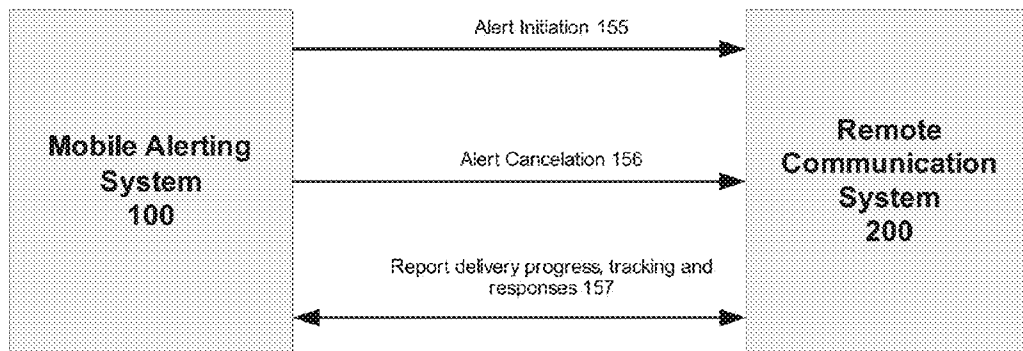 Mobile Alerting
System
100
Alert Initiation 155
Alert Cancelation 156
Report delivery progress, tracking and
responses 157
Remote
Communication
System
200